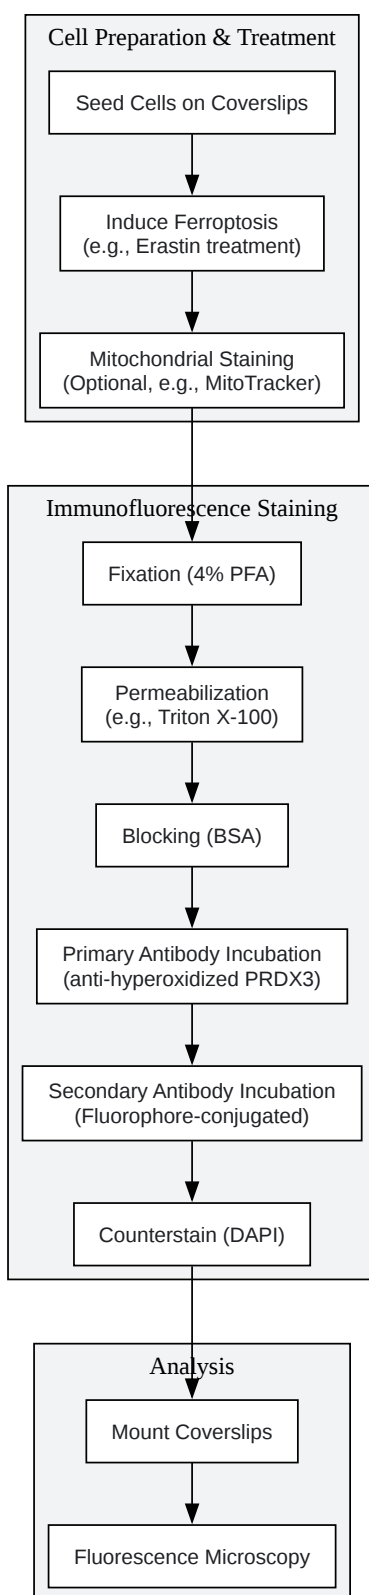 Cell Preparation & Treatment
Seed Cells on Coverslips
Induce Ferroptosis
(e.g., Erastin treatment)
Mitochondrial Staining
(Optional, e.g., MitoTracker)
Immunofluorescence Staining
Fixation (4% PFA)
Permeabilization
(e.g., Triton X-100)
Blocking (BSA)
Primary Antibody Incubation
(anti-hyperoxidized PRDX3)
Secondary Antibody Incubation
(Fluorophore-conjugated)
Counterstain (DAPI)
Analysis
Mount Coverslips
Fluorescence Microscopy